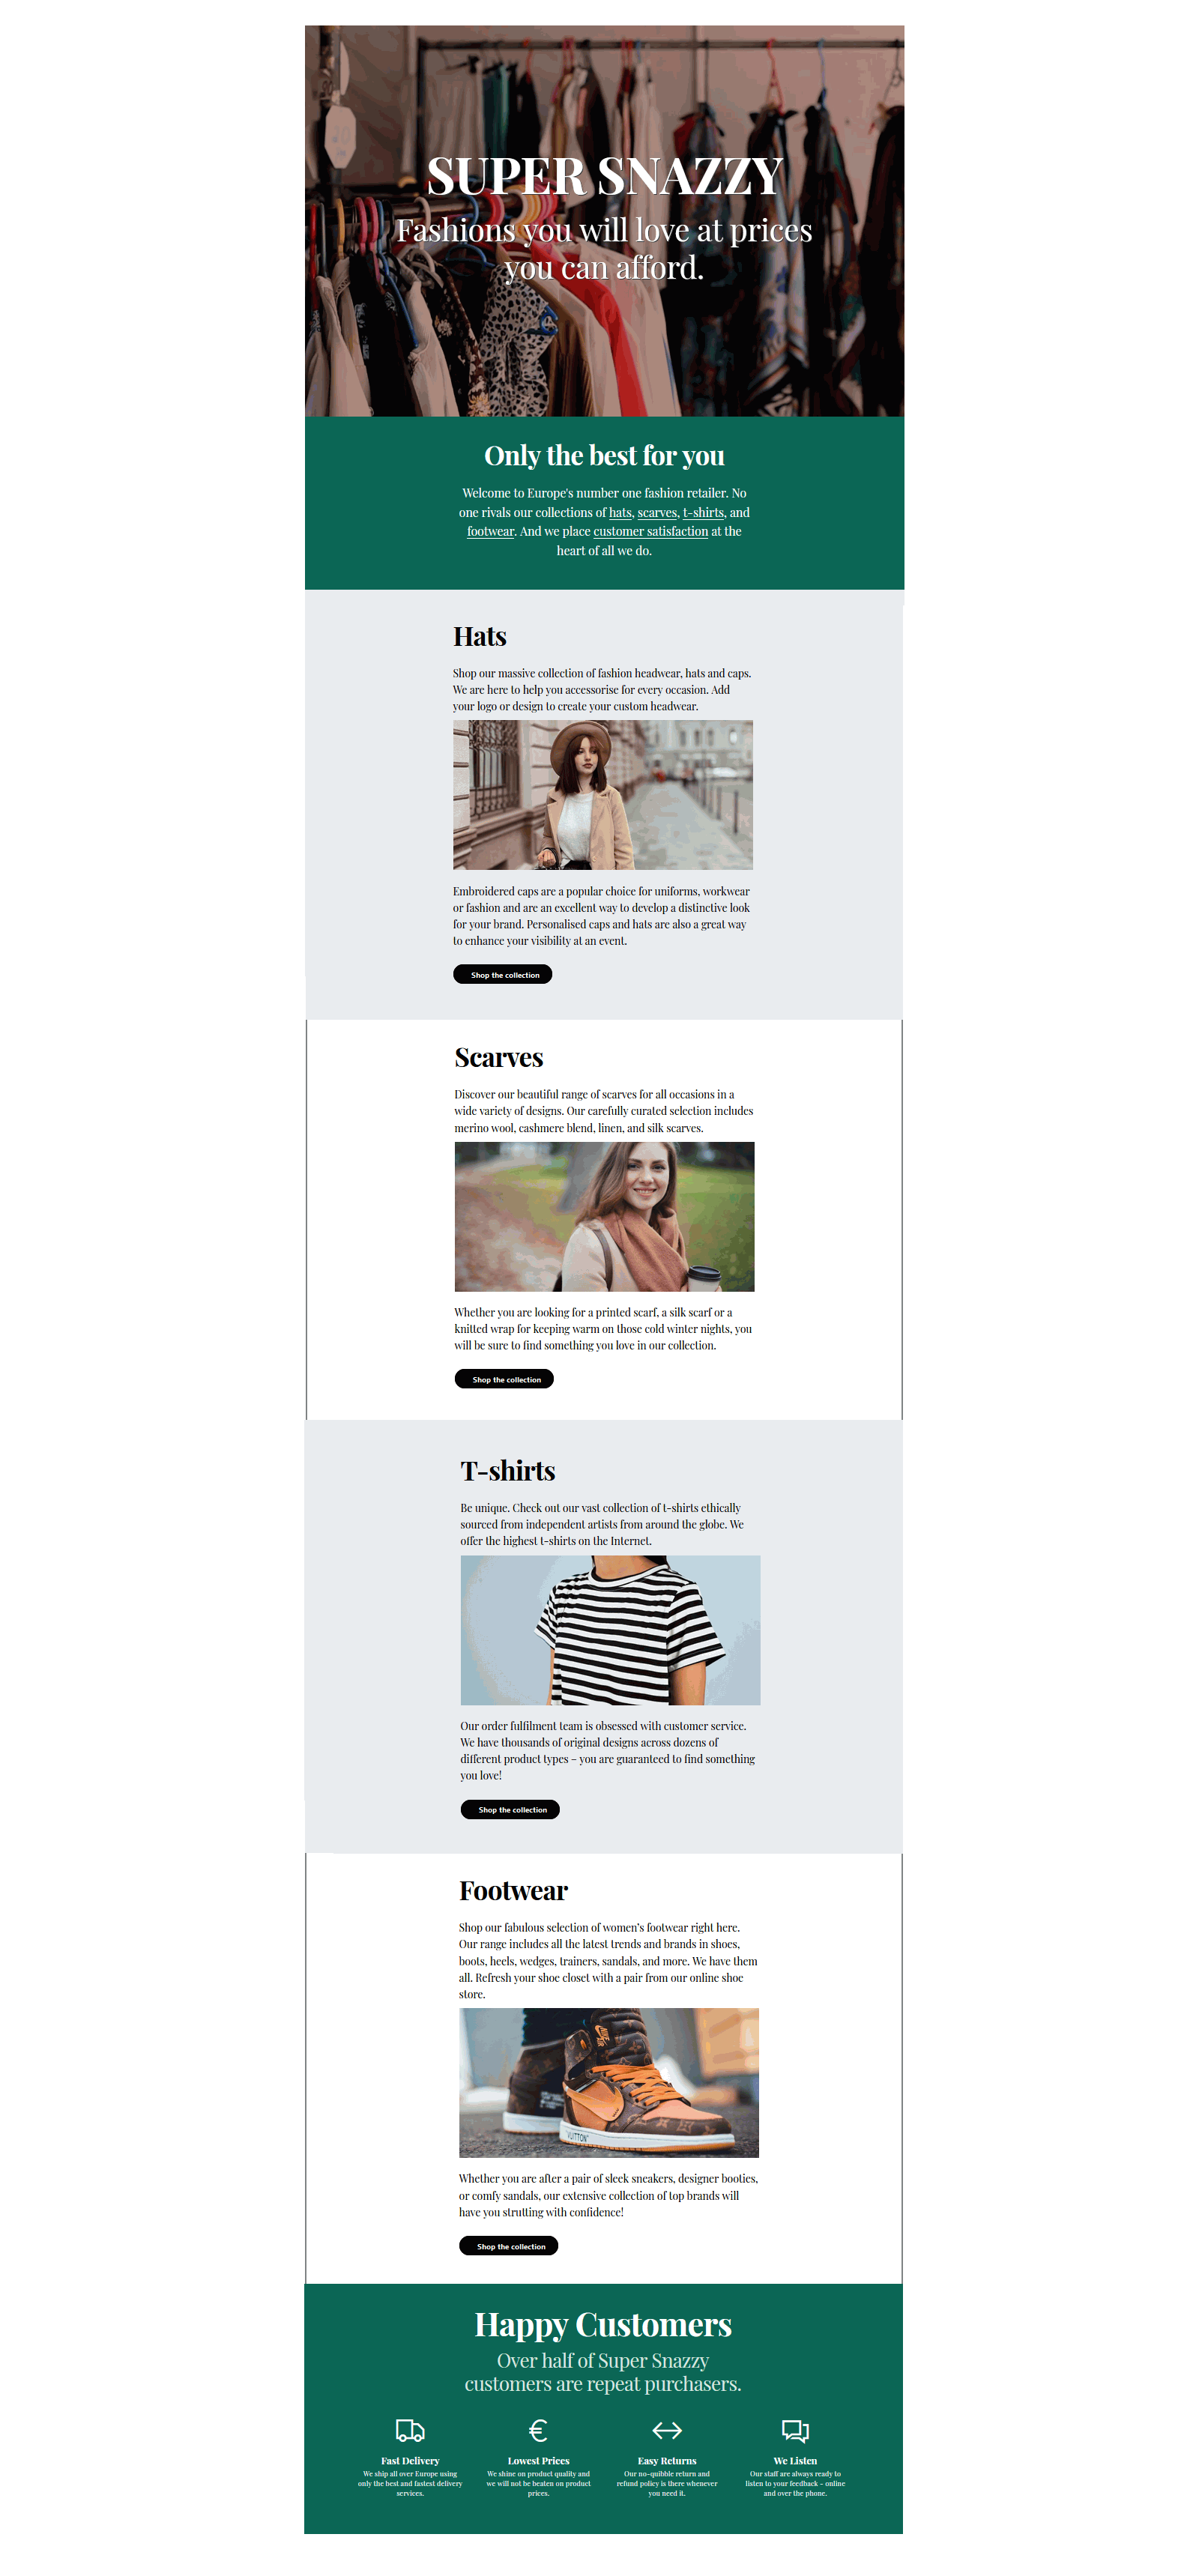 SUPER SNAZZY
Fashions you will love at prices
you can afford.
Only the best for you
Welcome to Europe's number one fashion retailer. No
one rivals our collections of hats, scarves, t-shirts, and
footwear. And we place customer satisfaction at the
heart of all we do.
Hats
Shop our massive collection of fashion headwear, hats and caps.
We are here to help you accessorise for every occasion. Add
your logo or design to create your custom headwear.
Embroidered caps are a popular choice for uniforms, workwear
or fashion and are an excellent way to develop a distinctive look
for your brand. Personalised caps and hats are also a great way
to enhance your visibility at an event.
Shop the collection
Scarves
Discover our beautiful range of scarves for all occasions in a
wide variety of designs. Our carefully curated selection includes
merino wool, cashmere blend, linen, and silk scarves.
Whether you are looking for a printed scarf, a silk scarf or a
knitted wrap for keeping warm on those cold winter nights, you
will be sure to find something you love in our collection.
Shop the collection
T-shirts
Be unique. Check out our vast collection of t-shirts ethically
sourced from independent artists from around the globe. We
offer the highest t-shirts on the Internet.
Our order fulfilment team is obsessed with customer service.
We have thousands of original designs across dozens of
different product types – you are guaranteed to find something
you love!
Shop the collection
Footwear
Shop our fabulous selection of women's footwear right here.
Our range includes all the latest trends and brands in shoes,
boots, heels, wedges, trainers, sandals, and more. We have them
all. Refresh your shoe closet with a pair from our online shoe
store.
"VUITTON"
Whether you are after a pair of sleek sneakers, designer booties,
or comfy sandals, our extensive collection of top brands will
have you strutting with confidence!
Shop the collection
Happy Customers
Over half of Super Snazzy
customers are repeat purchasers.
Fast Delivery
We ship all over Europe using
only the best and fastest delivery
services.
€
Lowest Prices
We shine on product quality and
we will not be beaten on product
prices.
Easy Returns
Our no-quibble return and
refund policy is there whenever
you need it.
We Listen
Our staff are always ready to
listen to your feedback – online
and over the phone.